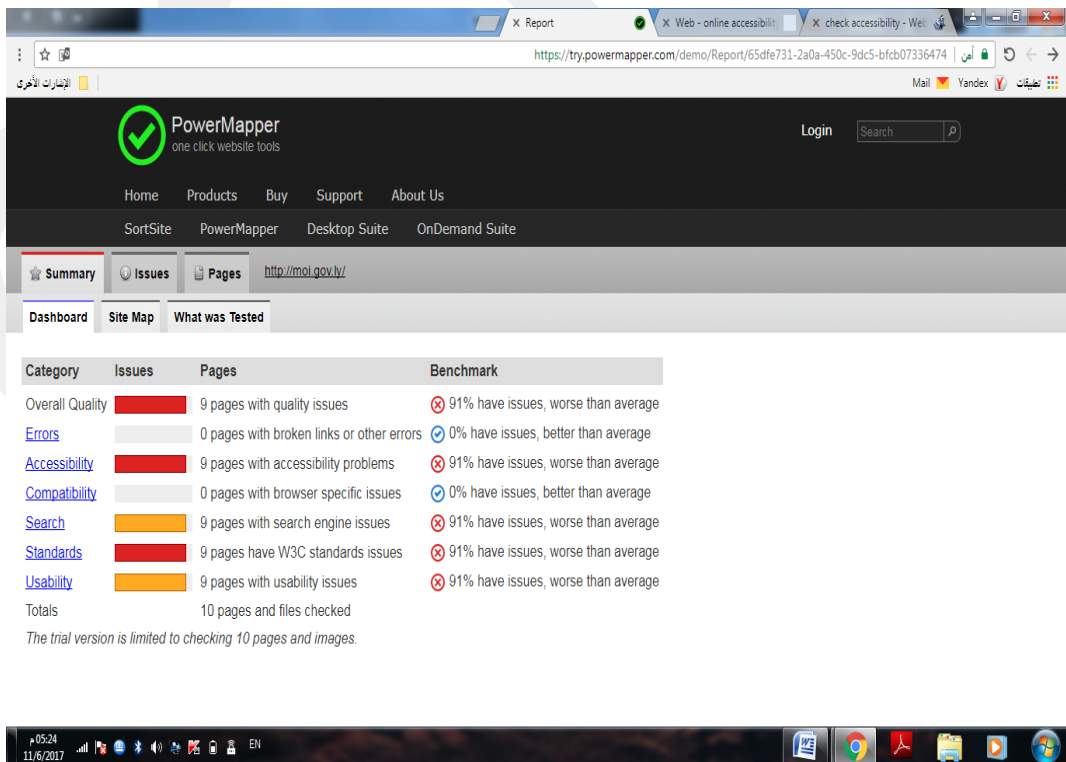 Report
Web - online accessibilit
check accessibility - Web
https://try.powermapper.com/demo/Report/65dfe731-2a0a-450c-9dc5-bfcb07336474 | آمن
الإشارات الأخرى
Mail Yandex تطبيقات
PowerMapper
one click website tools
Login Search
Home Products Buy Support About Us
SortSite PowerMapper Desktop Suite OnDemand Suite
Summary Issues Pages http://moi.gov.ly/
Dashboard Site Map What was Tested
Category Issues Pages Benchmark
Overall Quality 9 pages with quality issues 91% have issues, worse than average
Errors 0 pages with broken links or other errors 0% have issues, better than average
Accessibility 9 pages with accessibility problems 91% have issues, worse than average
Compatibility 0 pages with browser specific issues 0% have issues, better than average
Search 9 pages with search engine issues 91% have issues, worse than average
Standards 9 pages have W3C standards issues 91% have issues, worse than average
Usability 9 pages with usability issues 91% have issues, worse than average
Totals 10 pages and files checked
The trial version is limited to checking 10 pages and images.
05:24 م
11/6/2017
EN